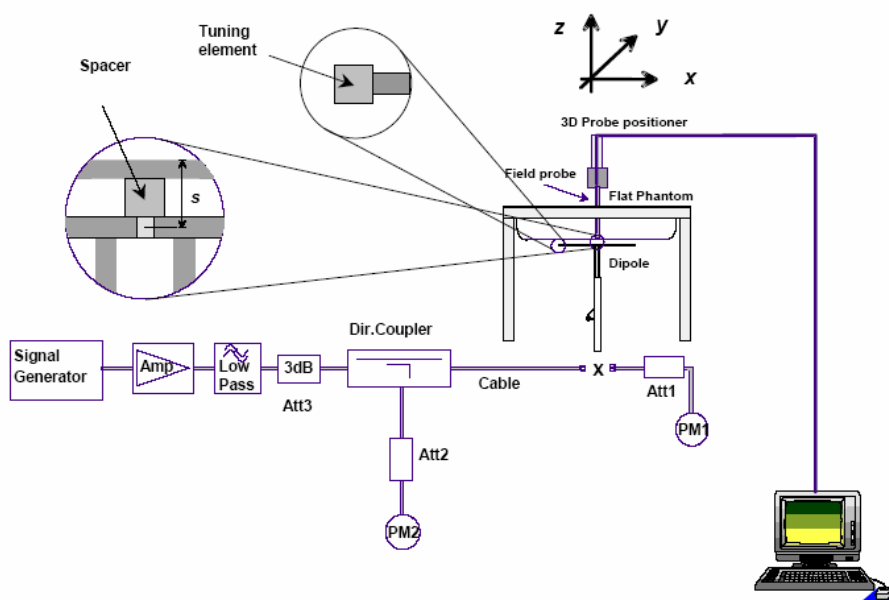 Tuning
element
Spacer
z
y
x
3D Probe positioner
Field probe
s
Flat Phantom
Dipole
Dir.Coupler
Signal
Generator
Amp
Low
Pass
3dB
Att3
Cable
X
Att1
PM1
Att2
PM2